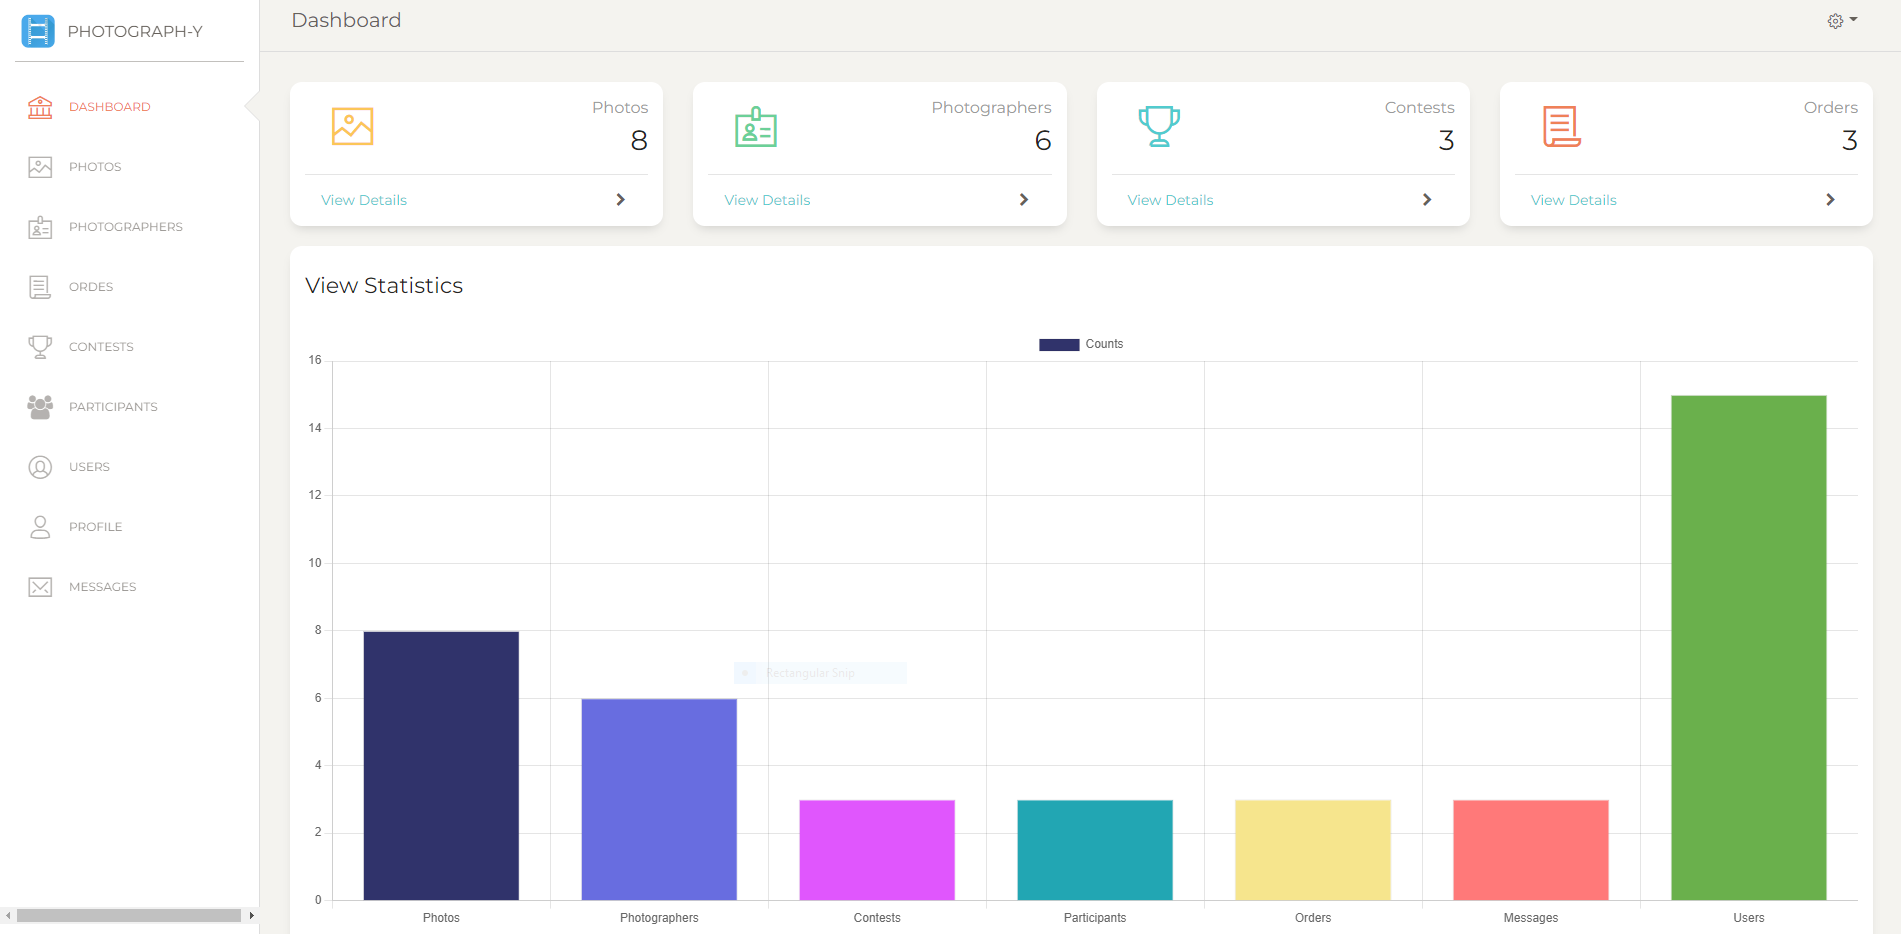 PHOTOGRAPH-Y
DASHBOARD
PHOTOS
PHOTOGRAPHERS
ORDES
CONTESTS
PARTICIPANTS
USERS
PROFILE
MESSAGES
Dashboard
Photos
8
View Details
Photographers
6
View Details
Contests
3
View Details
Orders
3
View Details
View Statistics
Counts
16
14
12
10
8
6
4
2
0
Rectangular Snip
Photos
Photographers
Contests
Participants
Orders
Messages
Users